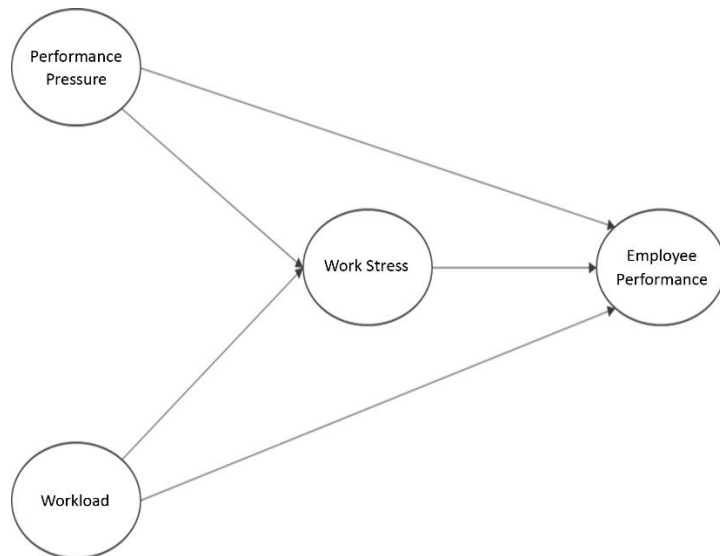 Performance
Pressure
Work Stress
Employee
Performance
Workload